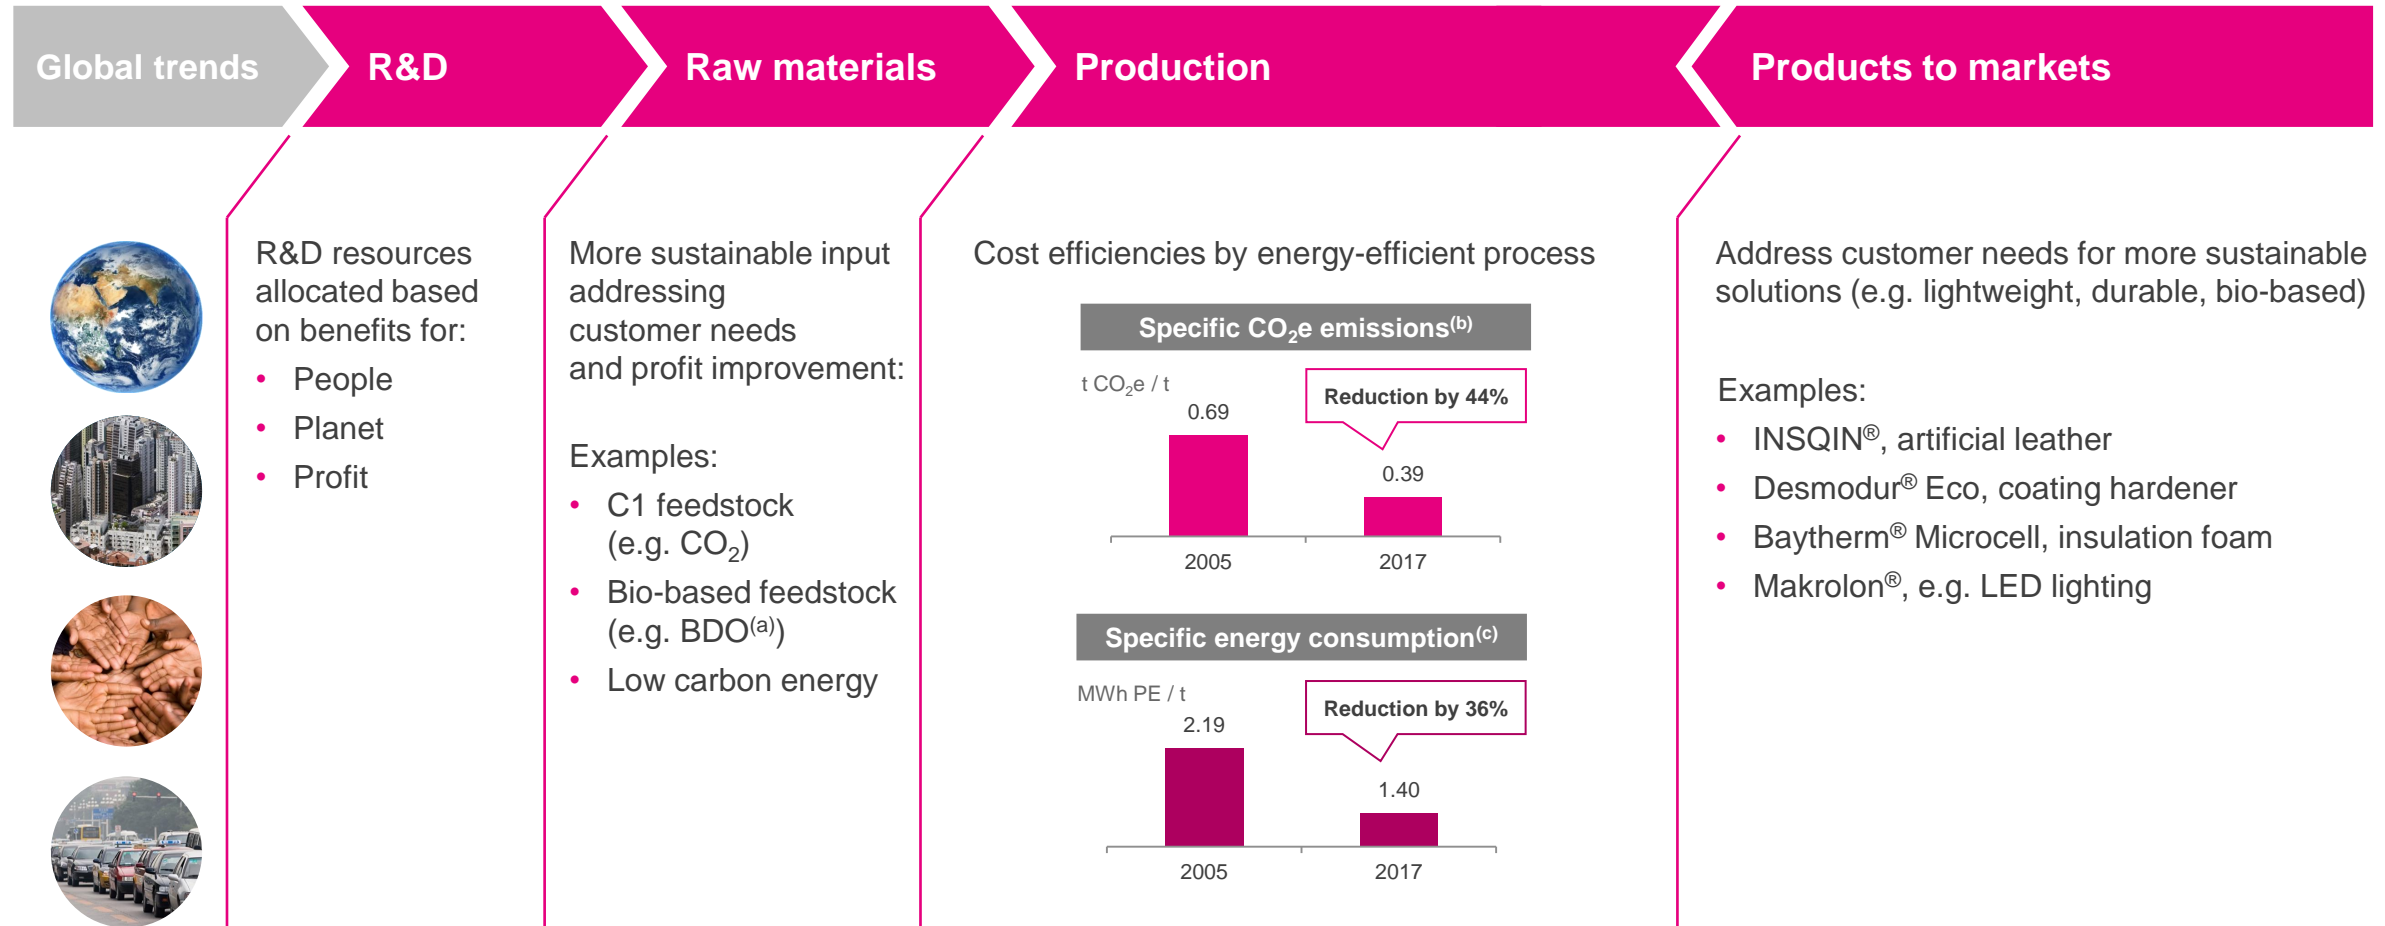 Global trends
R&D
Raw materials
Production
Products to markets
R&D resources
allocated based
on benefits for:
• People
• Planet
• Profit
More sustainable input
addressing
customer needs
and profit improvement:
Examples:
• C1 feedstock
(e.g. CO₂)
• Bio-based feedstock
(e.g. BDO(a))
• Low carbon energy
Cost efficiencies by energy-efficient process
Specific CO₂e emissions(b)
t CO₂e / t
Reduction by 44%
0.69
0.39
2005
2017
Specific energy consumption(c)
MWh PE / t
Reduction by 36%
2.19
1.40
2005
2017
Address customer needs for more sustainable
solutions (e.g. lightweight, durable, bio-based)
Examples:
• INSQIN®, artificial leather
• Desmodur® Eco, coating hardener
• Baytherm® Microcell, insulation foam
• Makrolon®, e.g. LED lighting